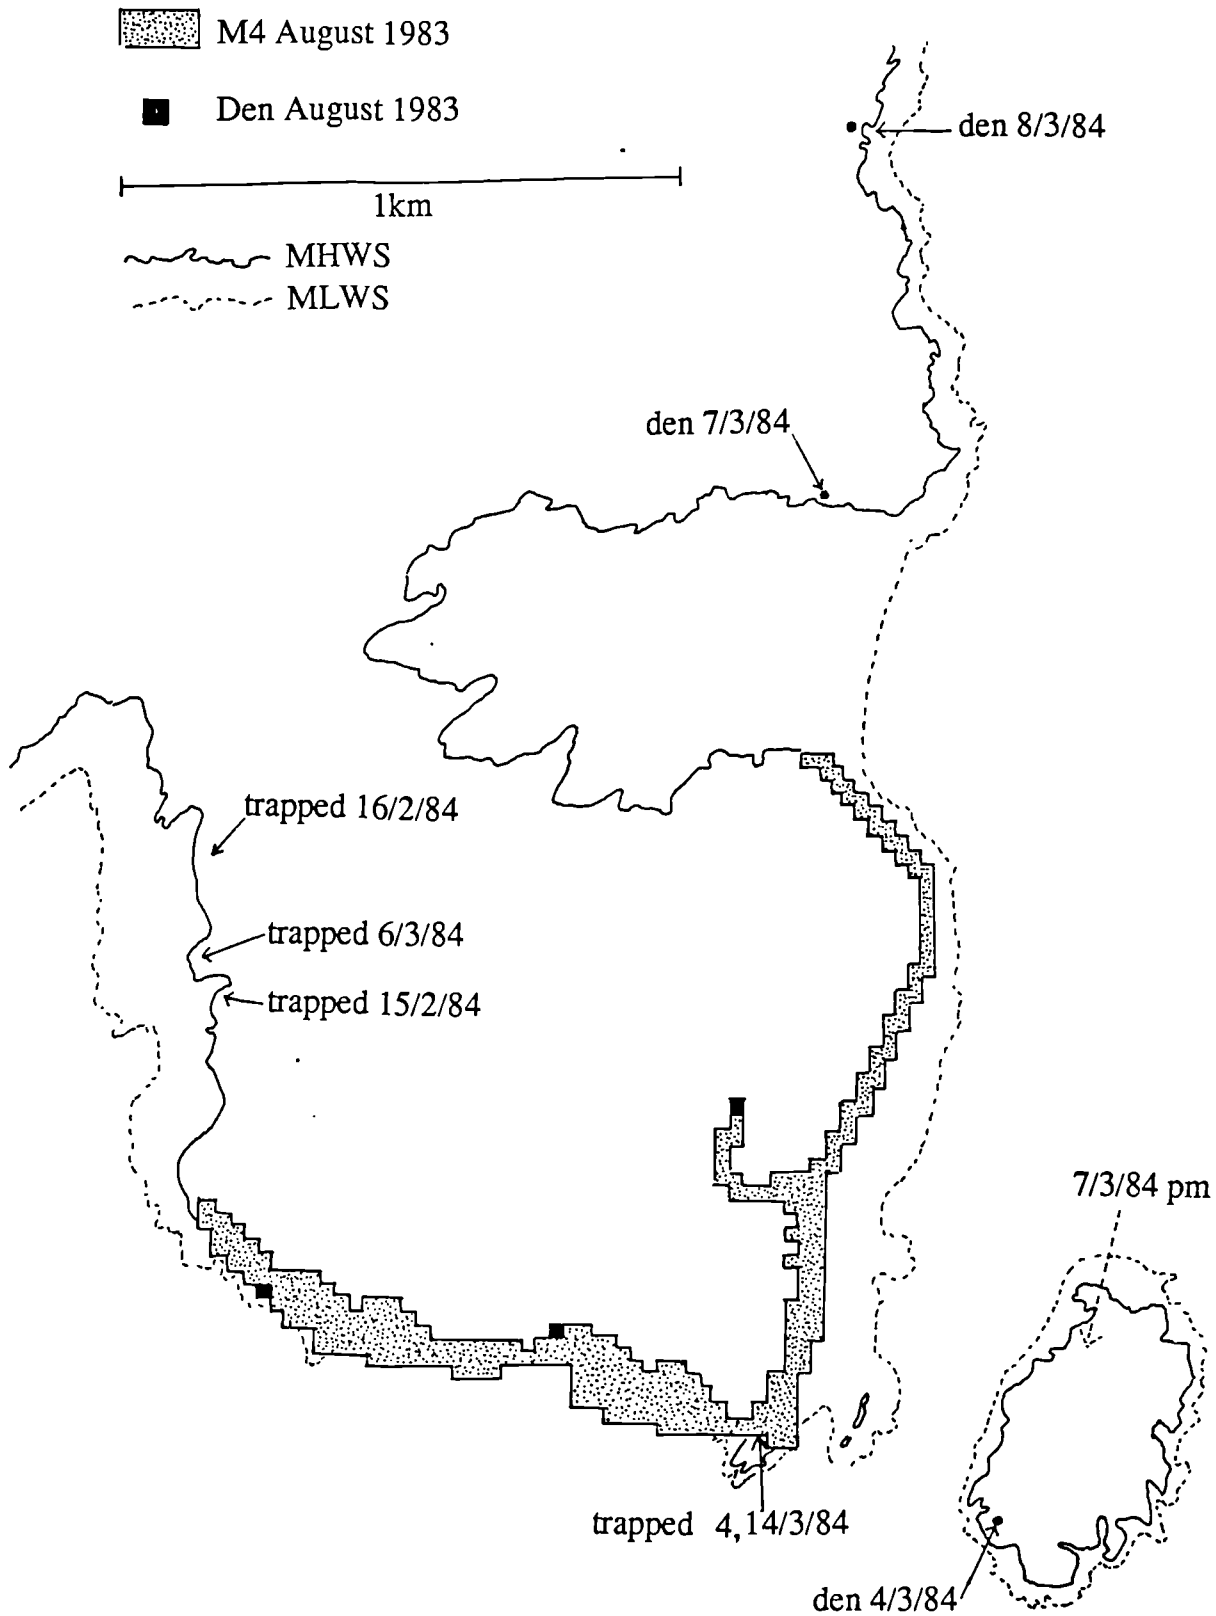 M4 August 1983
Den August 1983
1km
MHWS
MLWS
den 8/3/84
den 7/3/84
trapped 16/2/84
trapped 6/3/84
trapped 15/2/84
7/3/84 pm
trapped 4,14/3/84
den 4/3/84